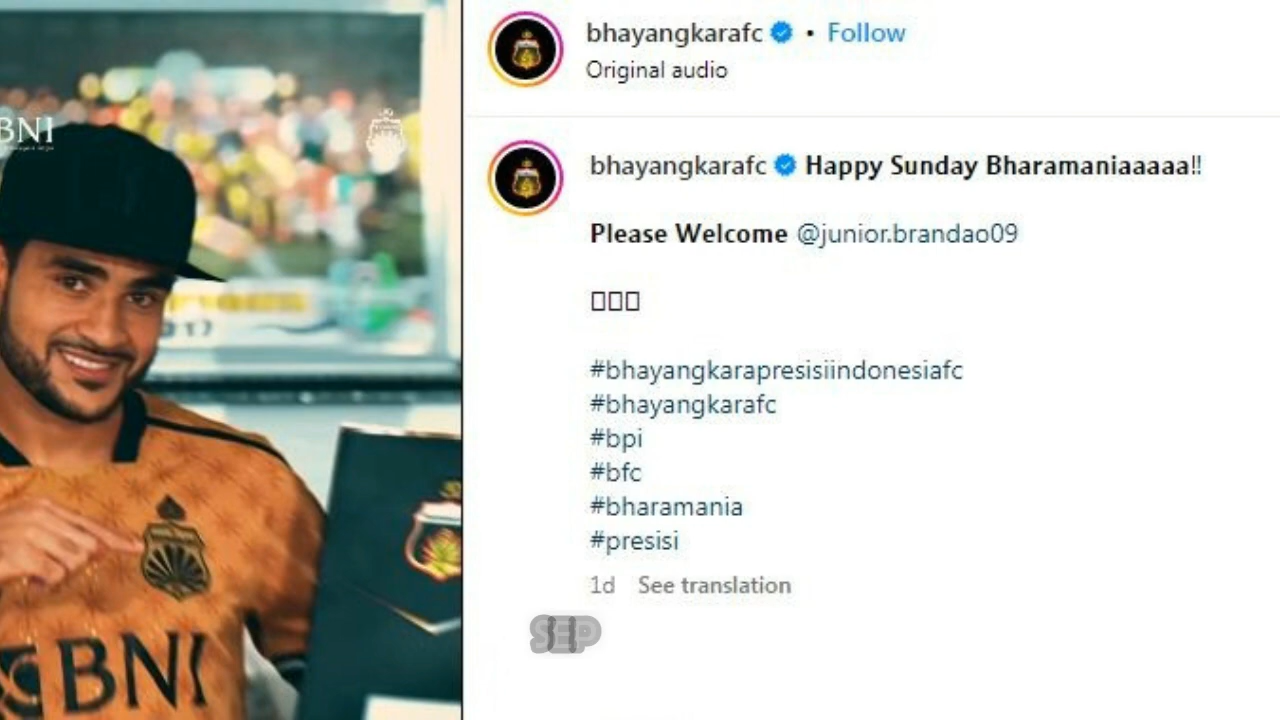 bhayangkarafc • Follow
Original audio
bhayangkarafc Happy Sunday Bharamaniaaaaa!!
Please Welcome @junior.brandao09
#bhayangkarapresisiindonesiafc
#bhayangkarafc
#bpi
#bfc
#bharamania
#presisi
1d See translation
SEP
BNI
BNI